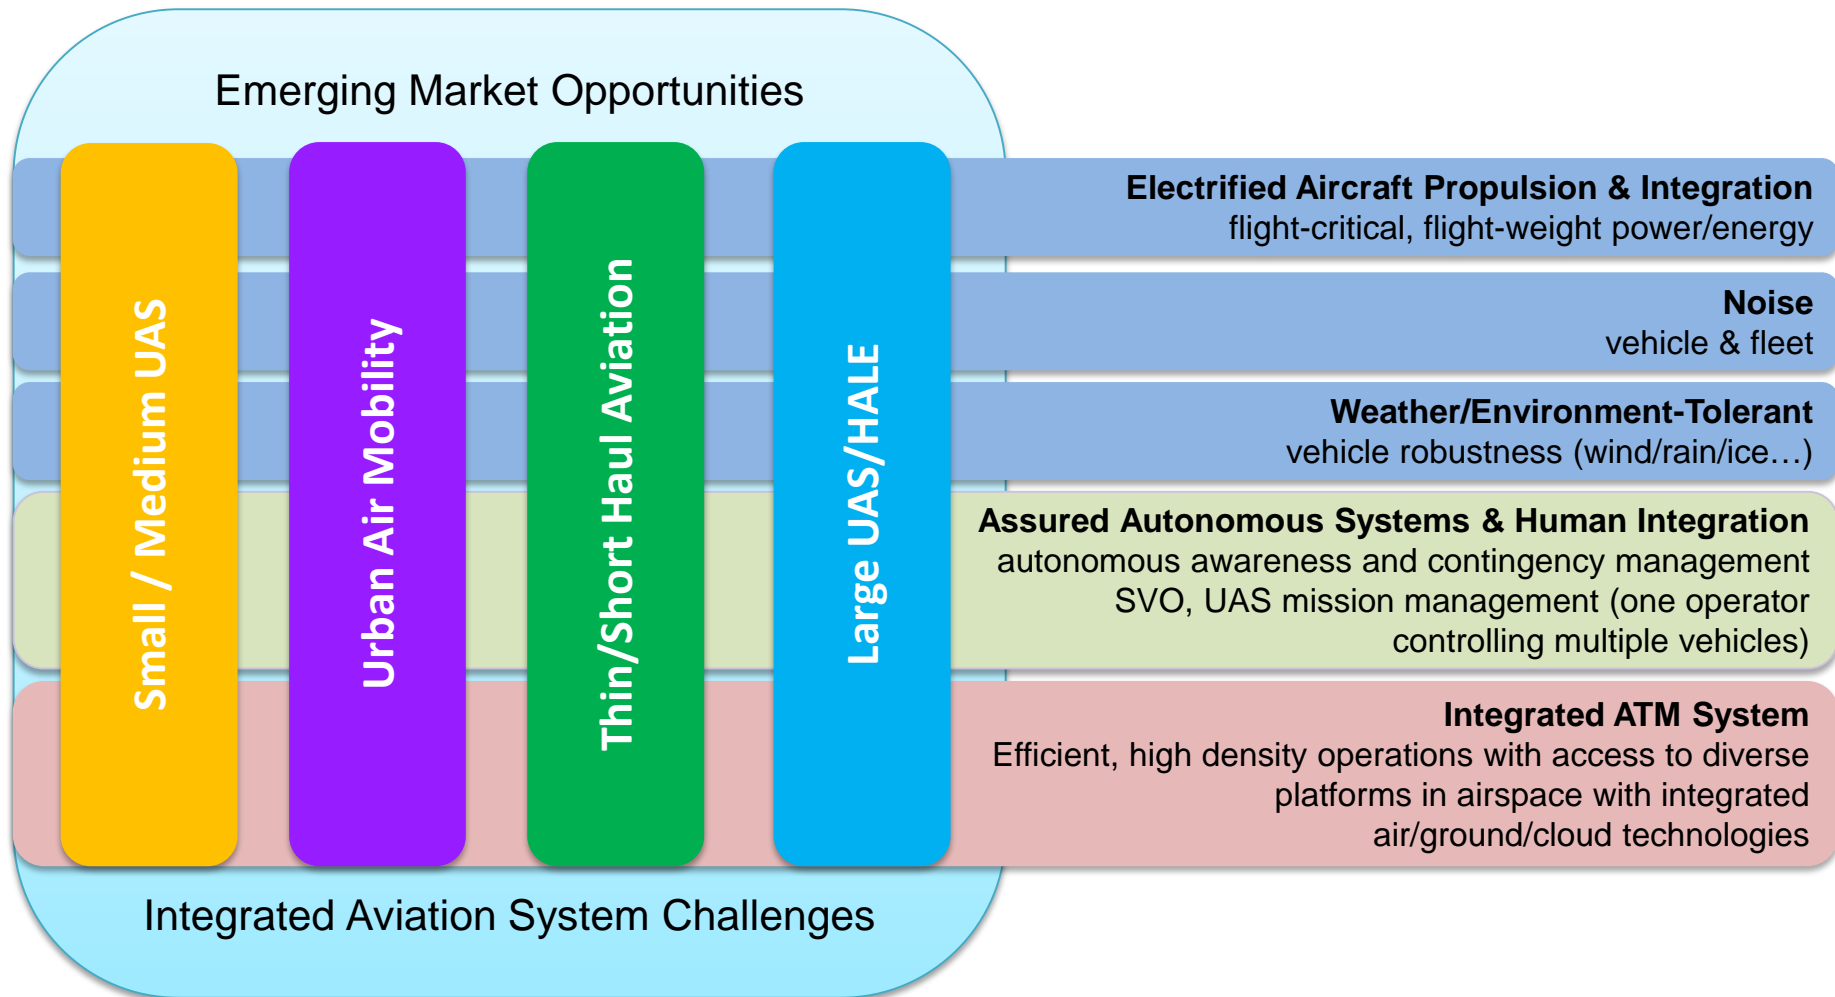 Emerging Market Opportunities
Small / Medium UAS
Urban Air Mobility
Thin/Short Haul Aviation
Large UAS/HALE
Electrified Aircraft Propulsion & Integration
flight-critical, flight-weight power/energy
Noise
vehicle & fleet
Weather/Environment-Tolerant
vehicle robustness (wind/rain/ice…)
Assured Autonomous Systems & Human Integration
autonomous awareness and contingency management
SVO, UAS mission management (one operator
controlling multiple vehicles)
Integrated ATM System
Efficient, high density operations with access to diverse
platforms in airspace with integrated
air/ground/cloud technologies
Integrated Aviation System Challenges